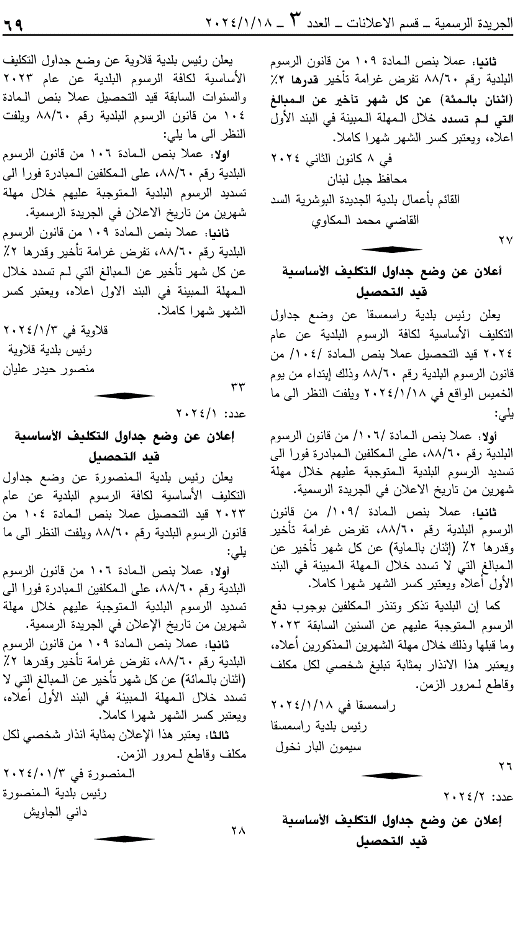 الجريدة الرسمية ــ قسم الاعلانات ــ العدد ٣ ــ ٢٠٢٤/١/١٨
٦٩
ثانيا: عملا بنص المادة ١٠٩ من قانون الرسوم
البلدية رقم ٨٨/٦٠ تفرض غرامة تأخير قدرها ٢٪
(اثنان بالمئة) عن كل شهر تأخير عن المبالغ
التي لم تسدد خلال المهلة المبينة في البند الأول
اعلاه، ويعتبر كسر الشهر شهرا كاملا.
في ٨ كانون الثاني ٢٠٢٤
محافظ جبل لبنان
القائم بأعمال بلدية الجديدة البوشرية السد
القاضي محمد المكاوي
٢٧
أعلان عن وضع جداول التكليف الأساسية
قيد التحصيل
يعلن رئيس بلدية راسمسقا عن وضع جداول
التكليف الأساسية لكافة الرسوم البلدية عن عام
٢٠٢٤ قيد التحصيل عملا بنص المادة /١٠٤/ من
قانون الرسوم البلدية رقم ٨٨/٦٠ وذلك إبتداء من يوم
الخميس الواقع في ٢٠٢٤/١/١٨ ويلفت النظر الى ما
يلي:
أولا: عملا بنص المادة /١٠٦/ من قانون الرسوم
البلدية رقم ٨٨/٦٠، على المكلفين المبادرة فورا الى
تسديد الرسوم البلدية المتوجبة عليهم خلال مهلة
شهرين من تاريخ الاعلان في الجريدة الرسمية.
ثانيا: عملا بنص المادة /١٠٩/ من قانون
الرسوم البلدية رقم ٨٨/٦٠، تفرض غرامة تأخير
وقدرها ٢٪ (إثنان بالماية) عن كل شهر تأخير عن
المبالغ التي لا تسدد خلال المهلة المبينة في البند
الأول أعلاه ويعتبر كسر الشهر شهرا كاملا.
كما إن البلدية تذكر وتنذر المكلفين بوجوب دفع
الرسوم المتوجبة عليهم عن السنين السابقة ٢٠٢٣
وما قبلها وذلك خلال مهلة الشهرين المذكورين أعلاه،
ويعتبر هذا الانذار بمثابة تبليغ شخصي لكل مكلف
وقاطع لـمرور الزمن.
راسمسقا في ٢٠٢٤/١/١٨
رئيس بلدية راسمسقا
سيمون البار نخول
٢٦
عدد: ٢٠٢٤/٢
إعلان عن وضع جداول التكليف الأساسية
قيد التحصيل
يعلن رئيس بلدية قلاوية عن وضع جداول التكليف
الأساسية لكافة الرسوم البلدية عن عام ٢٠٢٣
والسنوات السابقة قيد التحصيل عملا بنص المادة
١٠٤ من قانون الرسوم البلدية رقم ٨٨/٦٠ ويلفت
النظر الى ما يلي:
اولا: عملا بنص المادة ١٠٦ من قانون الرسوم
البلدية رقم ٨٨/٦٠، على المكلفين المبادرة فورا الى
تسديد الرسوم البلدية المتوجبة عليهم خلال مهلة
شهرين من تاريخ الاعلان في الجريدة الرسمية.
ثانيا: عملا بنص المادة ١٠٩ من قانون الرسوم
البلدية رقم ٨٨/٦٠، تفرض غرامة تأخير وقدرها ٢٪
عن كل شهر تأخير عن المبالغ التي لم تسدد خلال
المهلة المبينة في البند الاول اعلاه، ويعتبر كسر
الشهر شهرا كاملا.
قلاوية في ٢٠٢٤/١/٣
رئيس بلدية قلاوية
منصور حيدر عليان
٣٣
عدد: ٢٠٢٤/١
إعلان عن وضع جداول التكليف الأساسية
قيد التحصيل
يعلن رئيس بلدية المنصورة عن وضع جداول
التكليف الأساسية لكافة الرسوم البلدية عن عام
٢٠٢٣ قيد التحصيل عملا بنص المادة ١٠٤ من
قانون الرسوم البلدية رقم ٨٨/٦٠ ويلفت النظر الى ما
يلي:
أولا: عملا بنص المادة ١٠٦ من قانون الرسوم
البلدية رقم ٨٨/٦٠، على المكلفين المبادرة فورا الى
تسديد الرسوم البلدية المتوجبة عليهم خلال مهلة
شهرين من تاريخ الإعلان في الجريدة الرسمية.
ثانيا: عملا بنص المادة ١٠٩ من قانون الرسوم
البلدية رقم ٨٨/٦٠، تفرض غرامة تأخير وقدرها ٢٪
(اثنان بالمائة) عن كل شهر تأخير عن المبالغ التي لا
تسدد خلال المهلة المبينة في البند الأول أعلاه،
ويعتبر كسر الشهر شهرا كاملا.
ثالثا: يعتبر هذا الإعلان بمثابة انذار شخصي لكل
مكلف وقاطع لـمرور الزمن.
المنصورة في ٢٠٢٤/٠١/٣
رئيس بلدية المنصورة
داني الجاويش
٢٨